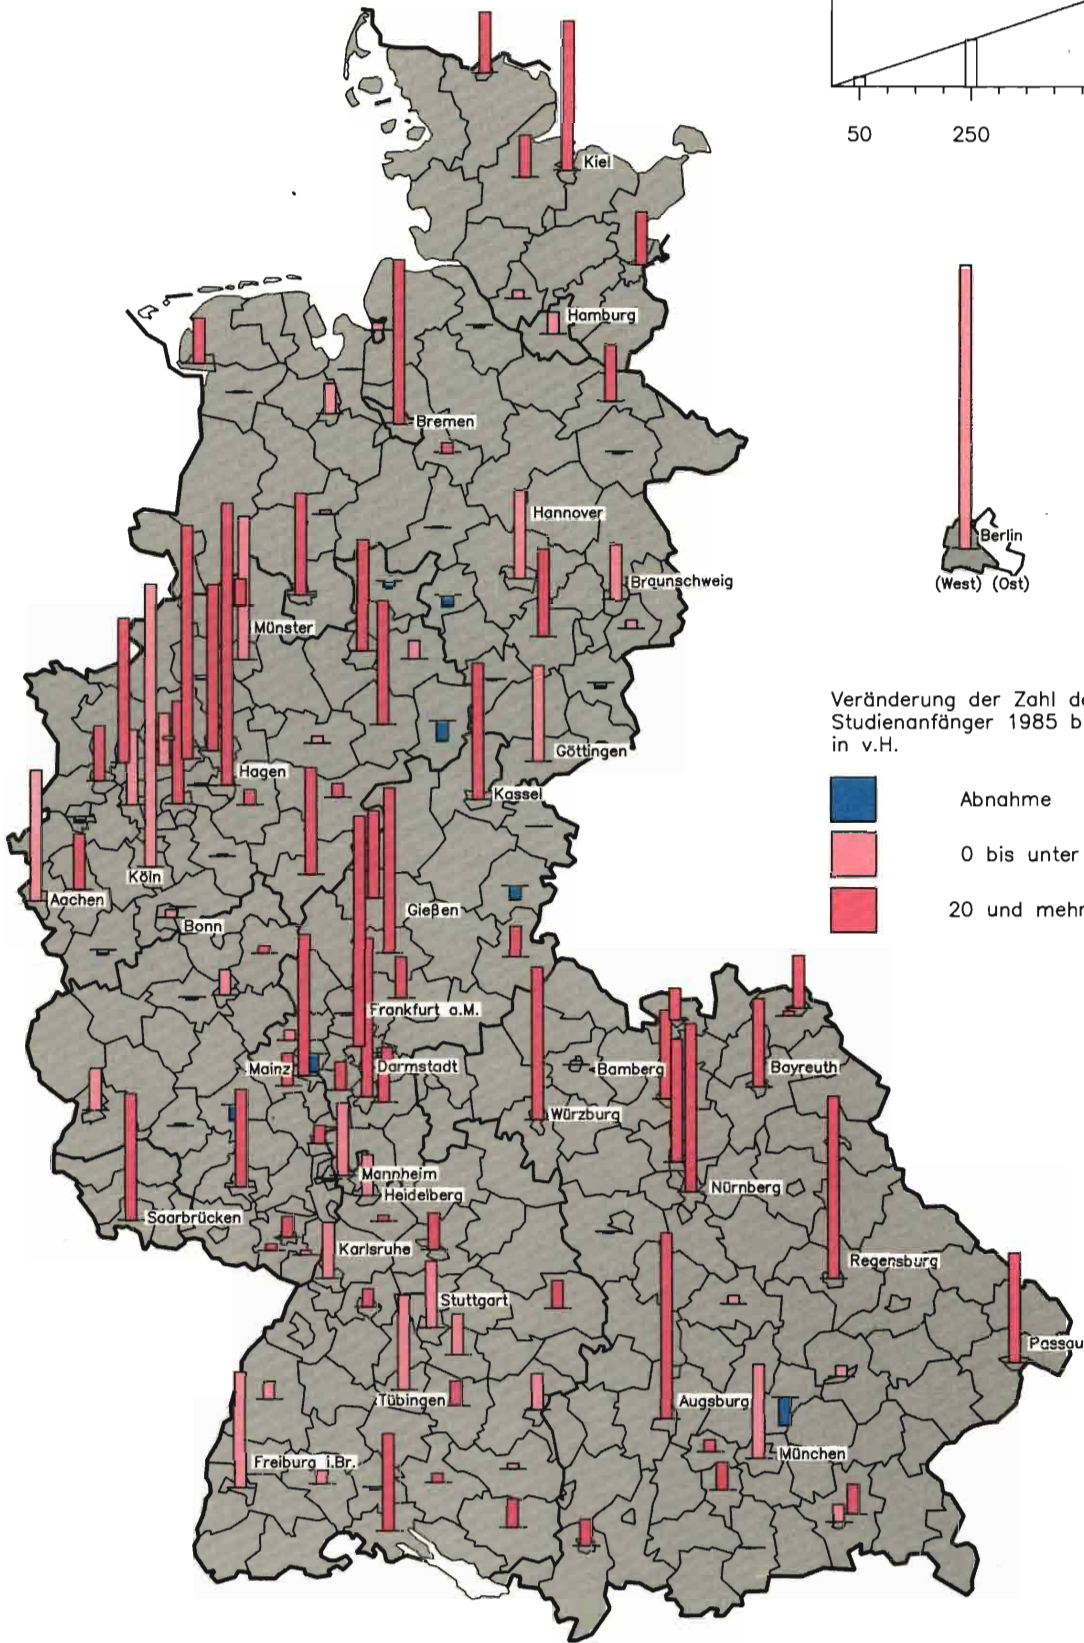 50 250
Kiel
Hamburg
Bremen
Hannover
Berlin
(West) (Ost)
Braunschweig
Münster
Veränderung der Zahl
Studienanfänger 1985
in v.H.
Göttingen
Hagen
Kassel
Abnahme
0 bis unter
Köln
Aachen
Gießen
20 und mehr
Bonn
Frankfurt a.M.
Mainz
Darmstadt
Bamberg
Bayreuth
Würzburg
Mannheim
Heidelberg
Nürnberg
Saarbrücken
Karlsruhe
Regensburg
Stuttgart
Passau
Tübingen
Augsburg
München
Freiburg i.Br.